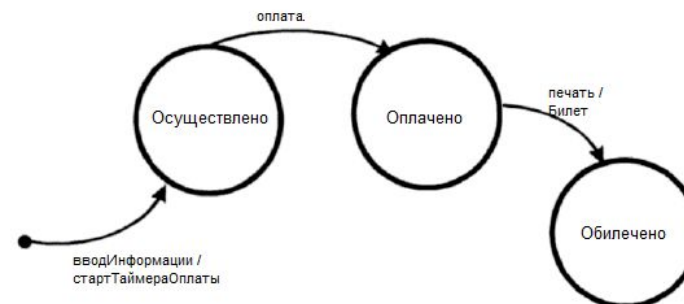 оплата.
Осуществлено
Оплачено
печать /
Билет
Обилечено
вводИнформации /
стартТаймераОплаты